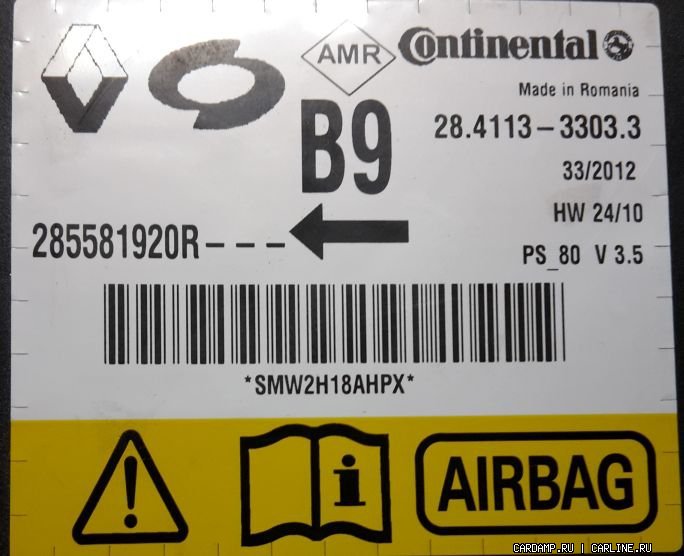 AMR
Continental
Made in Romania
B9
28.4113-3303.3
33/2012
HW 24/10
285581920R---
PS_80 V 3.5
*SMW2H18AHPX*
i
AIRBAG
CARDAMP.RU | CARLINE.RU